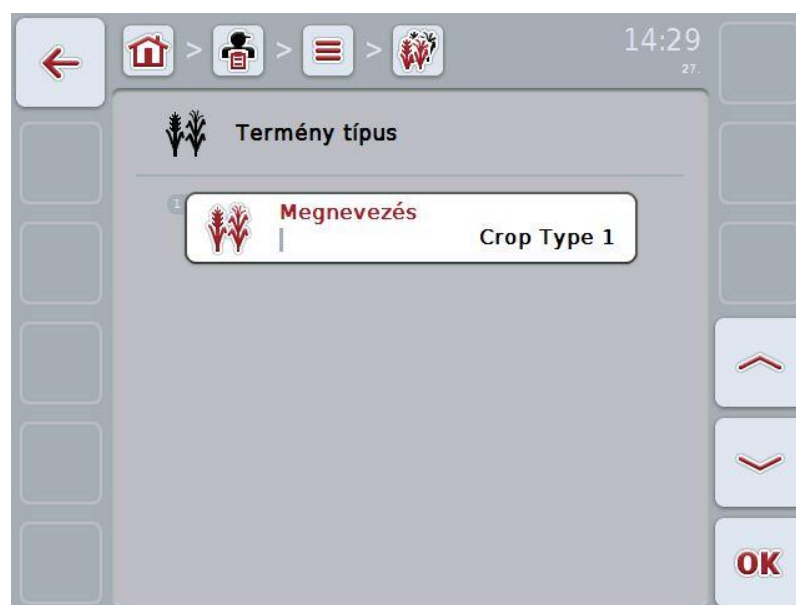 > > >
14:29
27.
Termény típus
1
Megnevezés
Crop Type 1
OK